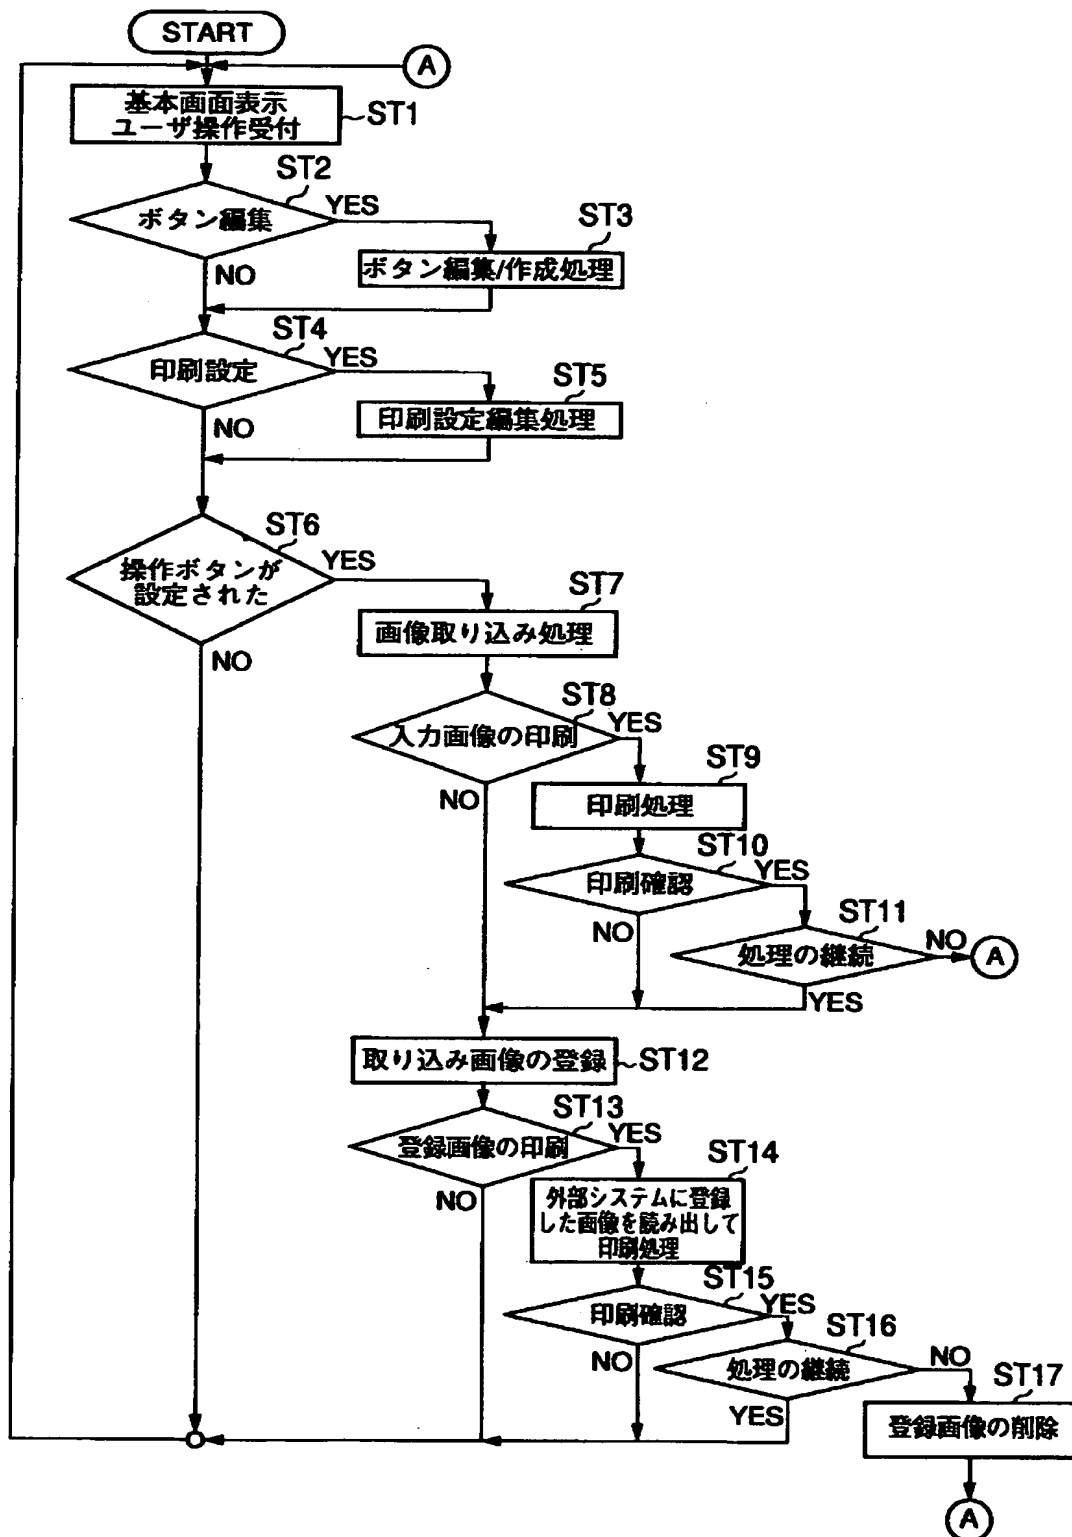 START
A
基本画面表示
ユーザ操作受付
ST1
ST2
ボタン編集
YES
NO
ST3
ボタン編集/作成処理
ST4
印刷設定
YES
NO
ST5
印刷設定編集処理
ST6
操作ボタンが
設定された
YES
NO
ST7
画像取り込み処理
ST8
入力画像の印刷
YES
NO
ST9
印刷処理
ST10
印刷確認
YES
NO
ST11
処理の継続
NO
A
YES
取り込み画像の登録
ST12
ST13
登録画像の印刷
YES
NO
ST14
外部システムに登録
した画像を読み出して
印刷処理
ST15
印刷確認
YES
NO
ST16
処理の継続
NO
YES
ST17
登録画像の削除
A